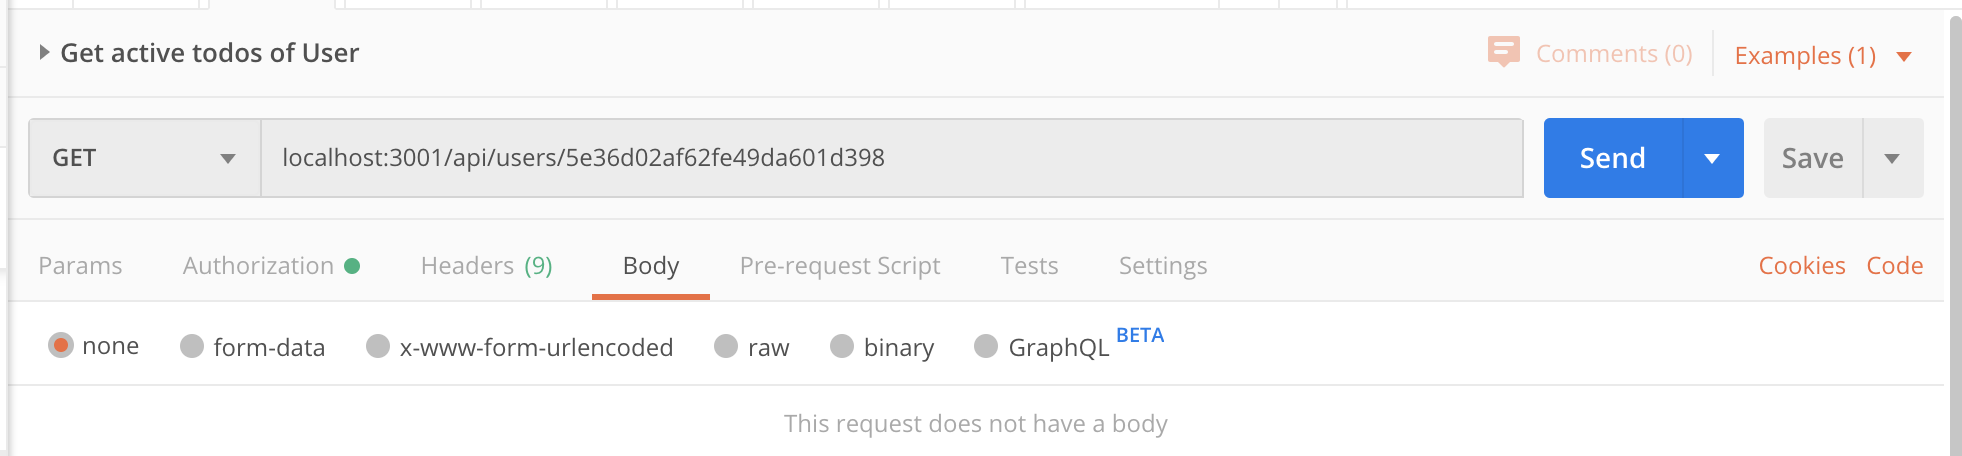 Get active todos of User
Comments (0)
Examples (1)
GET
localhost:3001/api/users/5e36d02af62fe49da601d398
Send
Save
Params Authorization Headers (9) Body Pre-request Script Tests Settings Cookies Code
none form-data x-www-form-urlencoded raw binary GraphQL BETA
This request does not have a body